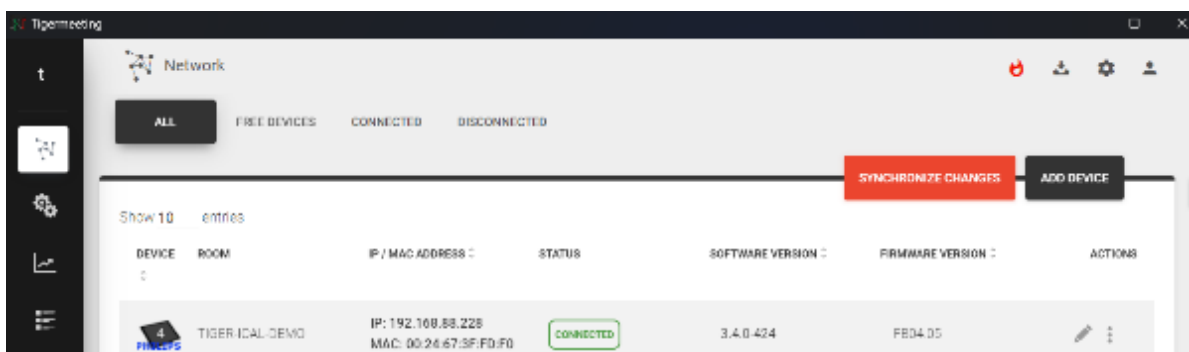 Tigermeeting
t
Network
ALL
FREE DEVICES
CONNECTED
DISCONNECTED
SYNCHRONIZE CHANGES
ADD DEVICE
Show 10 entries
DEVICE
ROOM
IP / MAC ADDRESS
STATUS
SOFTWARE VERSION
FIRMWARE VERSION
ACTIONS
4
PHILIPS
TIGER-ICAL-DEMO
IP: 192.168.88.228
MAC: 00:24:67:3F:FD:F0
CONNECTED
3.4.0-424
FB04.05